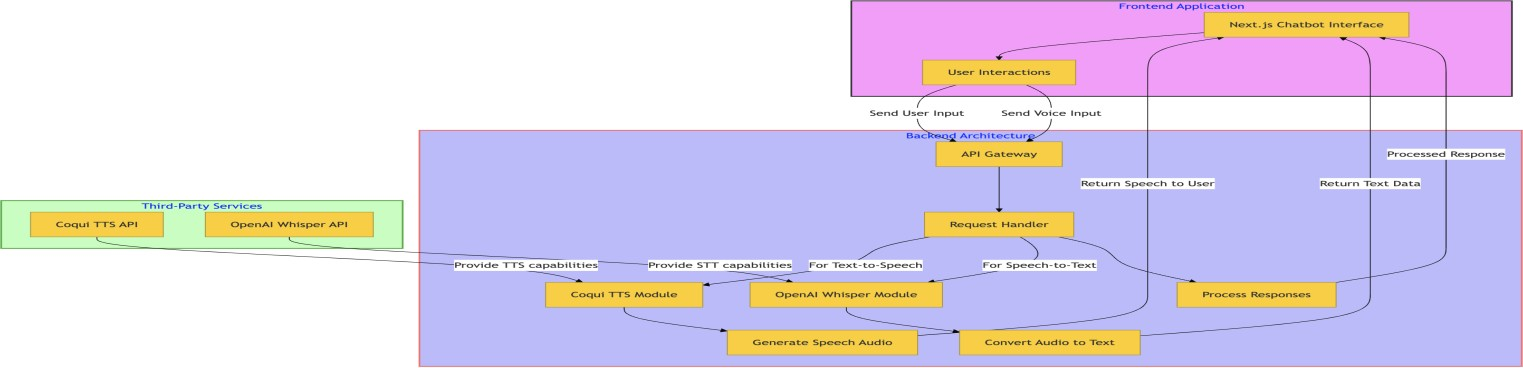 Frontend Application
Next.js Chatbot Interface
User Interactions
Send User Input
Send Voice Input
Backend Architecture
API Gateway
Processed Response
Return Speech to User
Return Text Data
Third-Party Services
Coqui TTS API
OpenAI Whisper API
Request Handler
Provide TTS capabilities
Provide STT capabilities
For Text-to-Speech
For Speech-to-Text
Coqui TTS Module
OpenAI Whisper Module
Process Responses
Generate Speech Audio
Convert Audio to Text